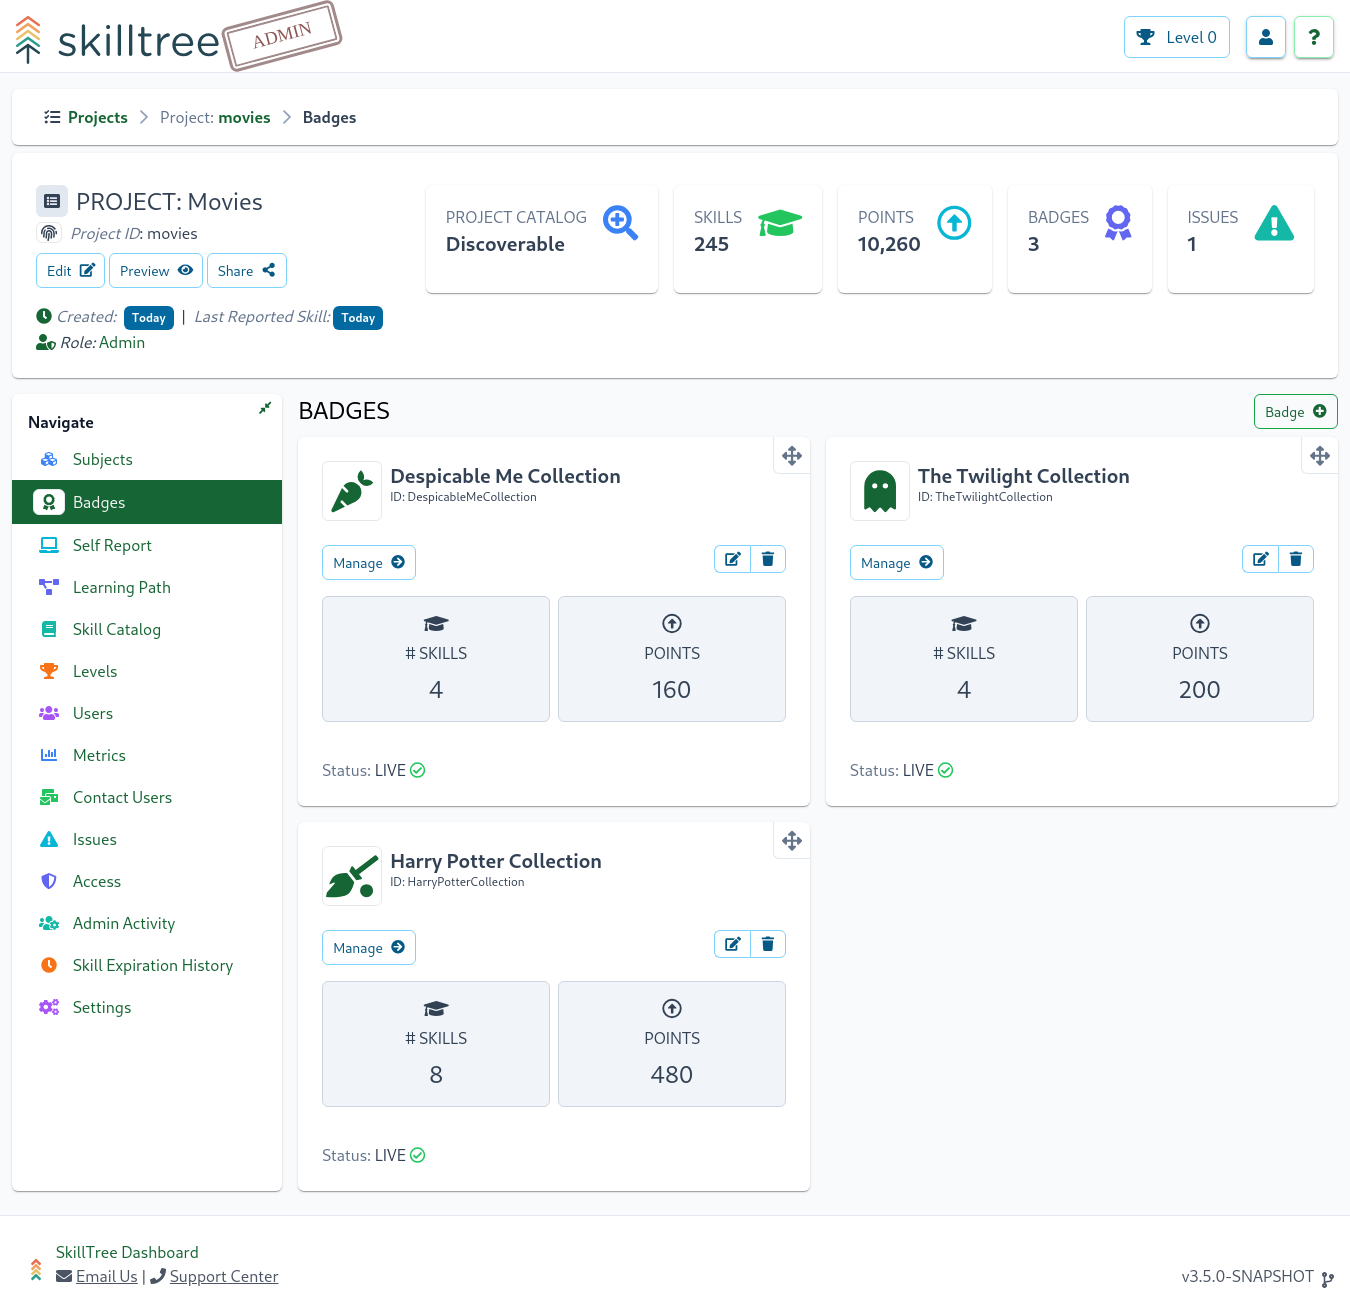 skilltree ADMIN
Level 0
Projects Project: movies Badges
PROJECT: Movies
Project ID: movies
Edit Preview Share
Created: Today | Last Reported Skill: Today
Role: Admin
PROJECT CATALOG
Discoverable
SKILLS
245
POINTS
10,260
BADGES
3
ISSUES
1
Navigate
Subjects
Badges
Self Report
Learning Path
Skill Catalog
Levels
Users
Metrics
Contact Users
Issues
Access
Admin Activity
Skill Expiration History
Settings
BADGES
Badge
Despicable Me Collection
ID: DespicableMeCollection
Manage
# SKILLS
4
POINTS
160
Status: LIVE
The Twilight Collection
ID: TheTwilightCollection
Manage
# SKILLS
4
POINTS
200
Status: LIVE
Harry Potter Collection
ID: HarryPotterCollection
Manage
# SKILLS
8
POINTS
480
Status: LIVE
SkillTree Dashboard
Email Us | Support Center
v3.5.0-SNAPSHOT